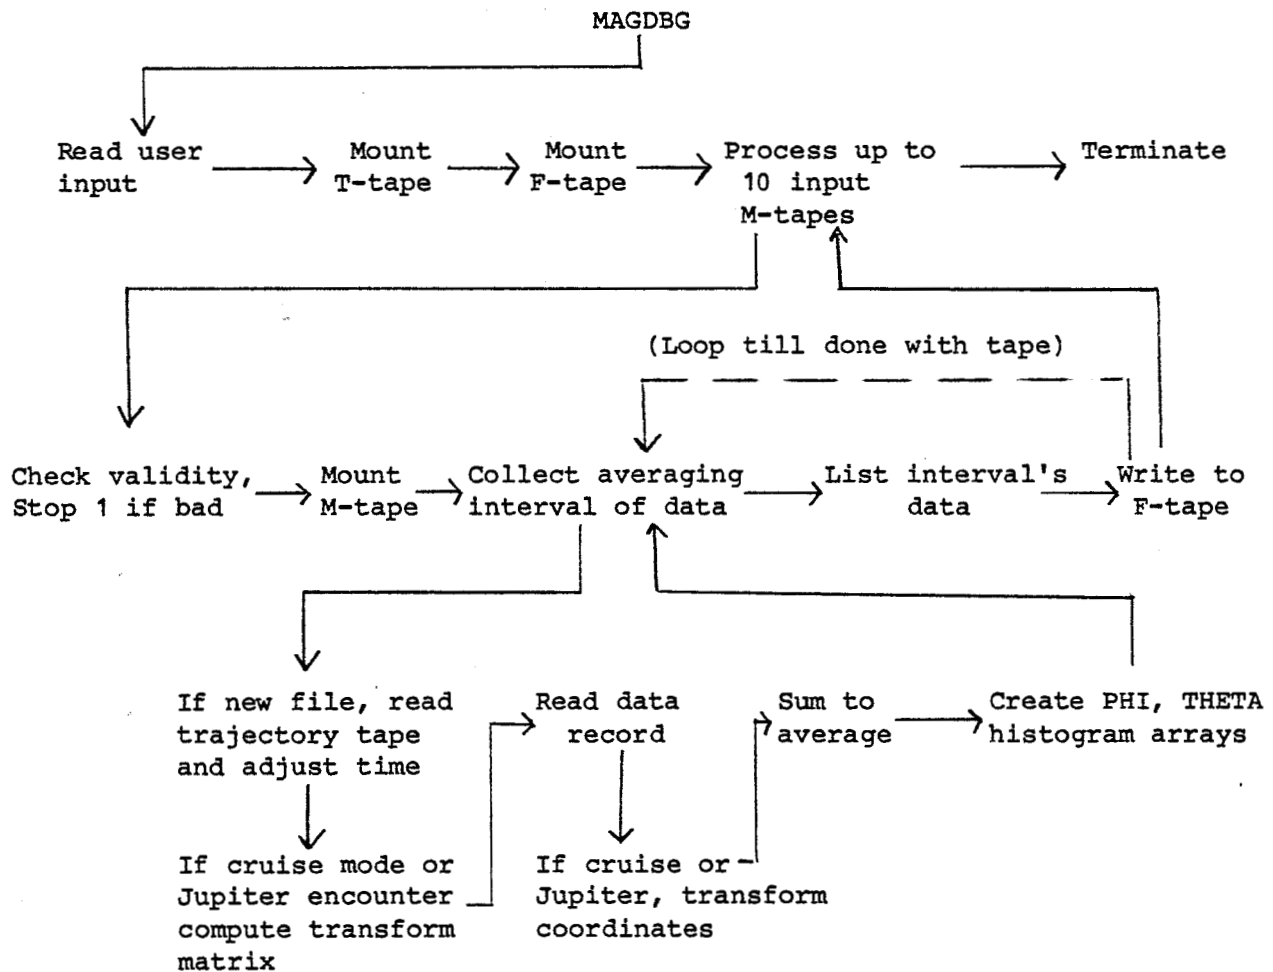 MAGDBG
Read user
input
Mount
T-tape
Mount
F-tape
Process up to
10 input
M-tapes
Terminate
(Loop till done with tape)
Check validity,
Stop 1 if bad
Mount
M-tape
Collect averaging
interval of data
List interval's
data
Write to
F-tape
If new file, read
trajectory tape
and adjust time
If cruise mode or
Jupiter encounter
compute transform
matrix
Read data
record
If cruise or
Jupiter, transform
coordinates
Sum to
average
Create PHI, THETA
histogram arrays